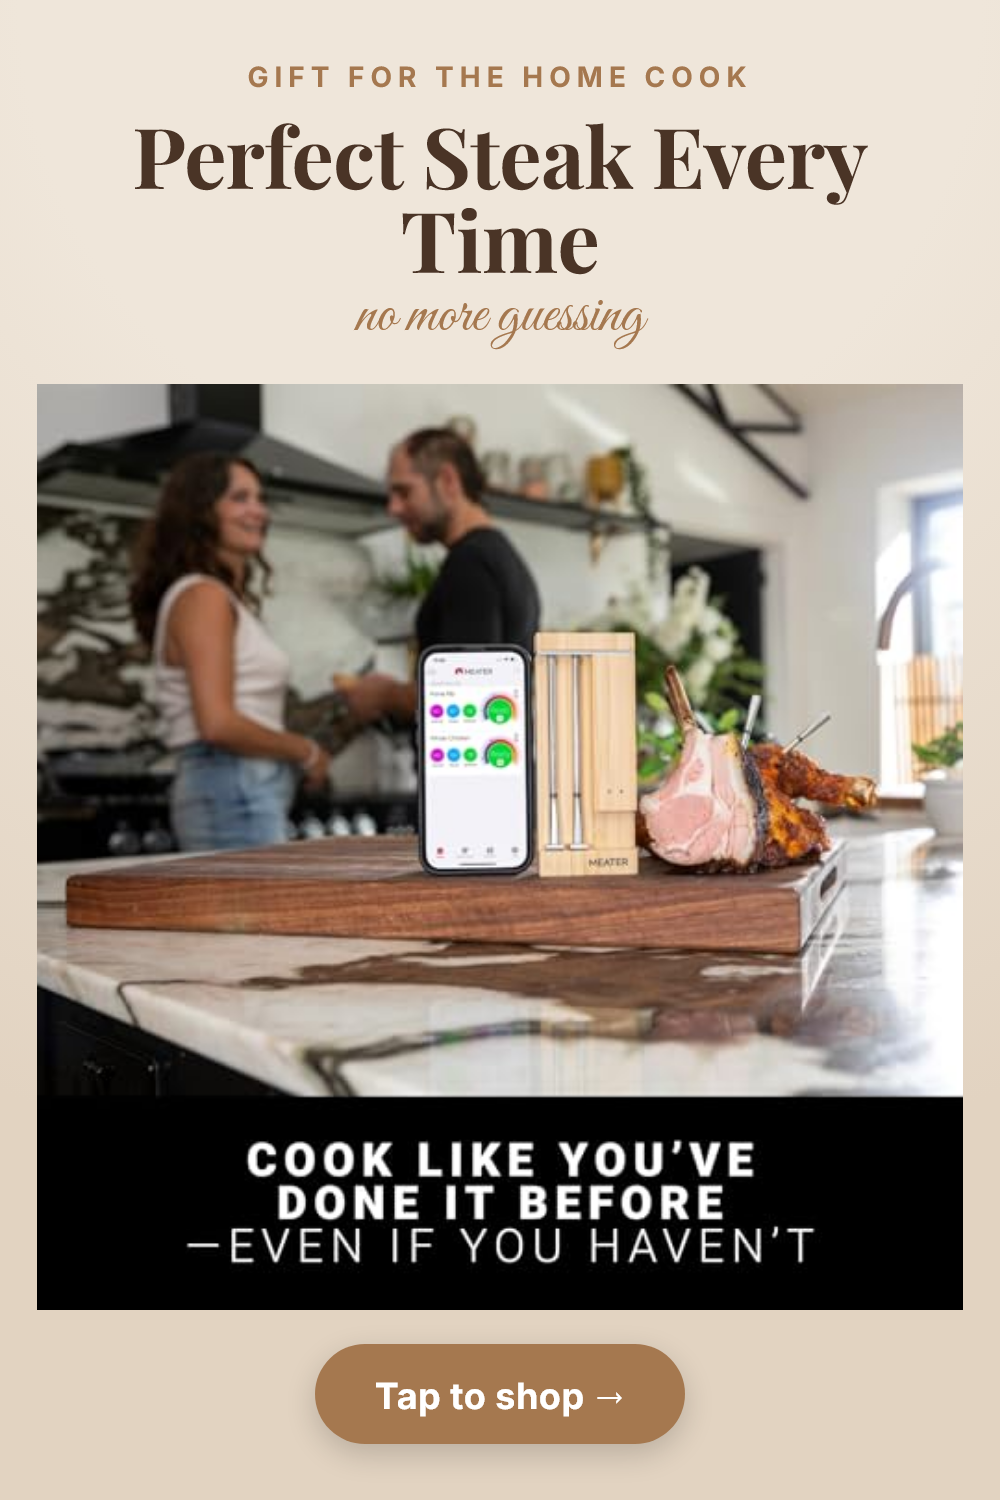 GIFT FOR THE HOME COOK
Perfect Steak Every
Time
no more guessing
MEATER
MEATER
COOK LIKE YOU'VE
DONE IT BEFORE
—EVEN IF YOU HAVEN'T
Tap to shop →